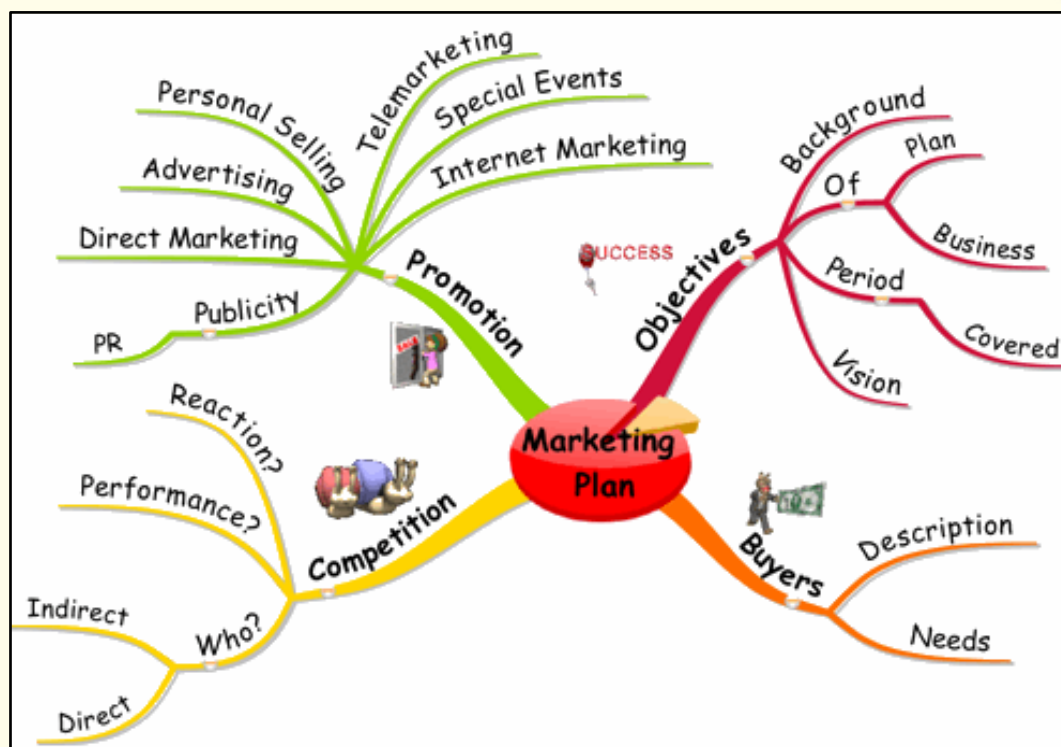 Telemarketing
Personal Selling
Special Events
Advertising
Internet Marketing
Direct Marketing
Publicity
PR
Promotion
SUCCESS
Objectives
Background
Of
Plan
Business
Period
Covered
Vision
Marketing
Plan
Reaction?
Performance?
Competition
Who?
Indirect
Direct
Buyers
Description
Needs